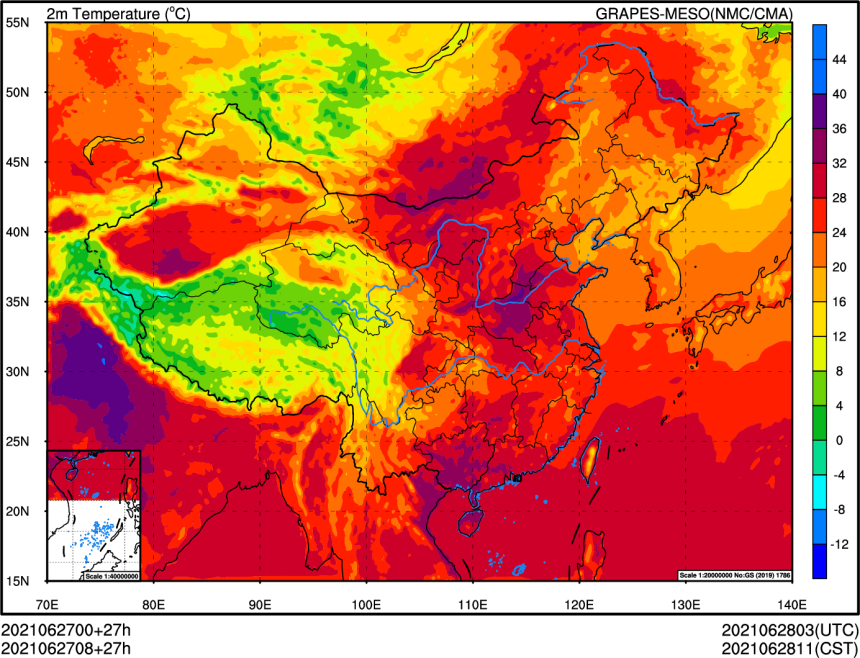 2m Temperature (°C) GRAPES-MESO(NMC/CMA)
55N
50N
45N
40N
35N
30N
25N
20N
15N
70E 80E 90E 100E 110E 120E 130E 140E
44
40
36
32
28
24
20
16
12
8
4
0
-4
-8
-12
Scale 1:40000000
Scale 1:20000000 No:GS (2019) 1786
2021062700+27h 2021062803(UTC)
2021062708+27h 2021062811(CST)